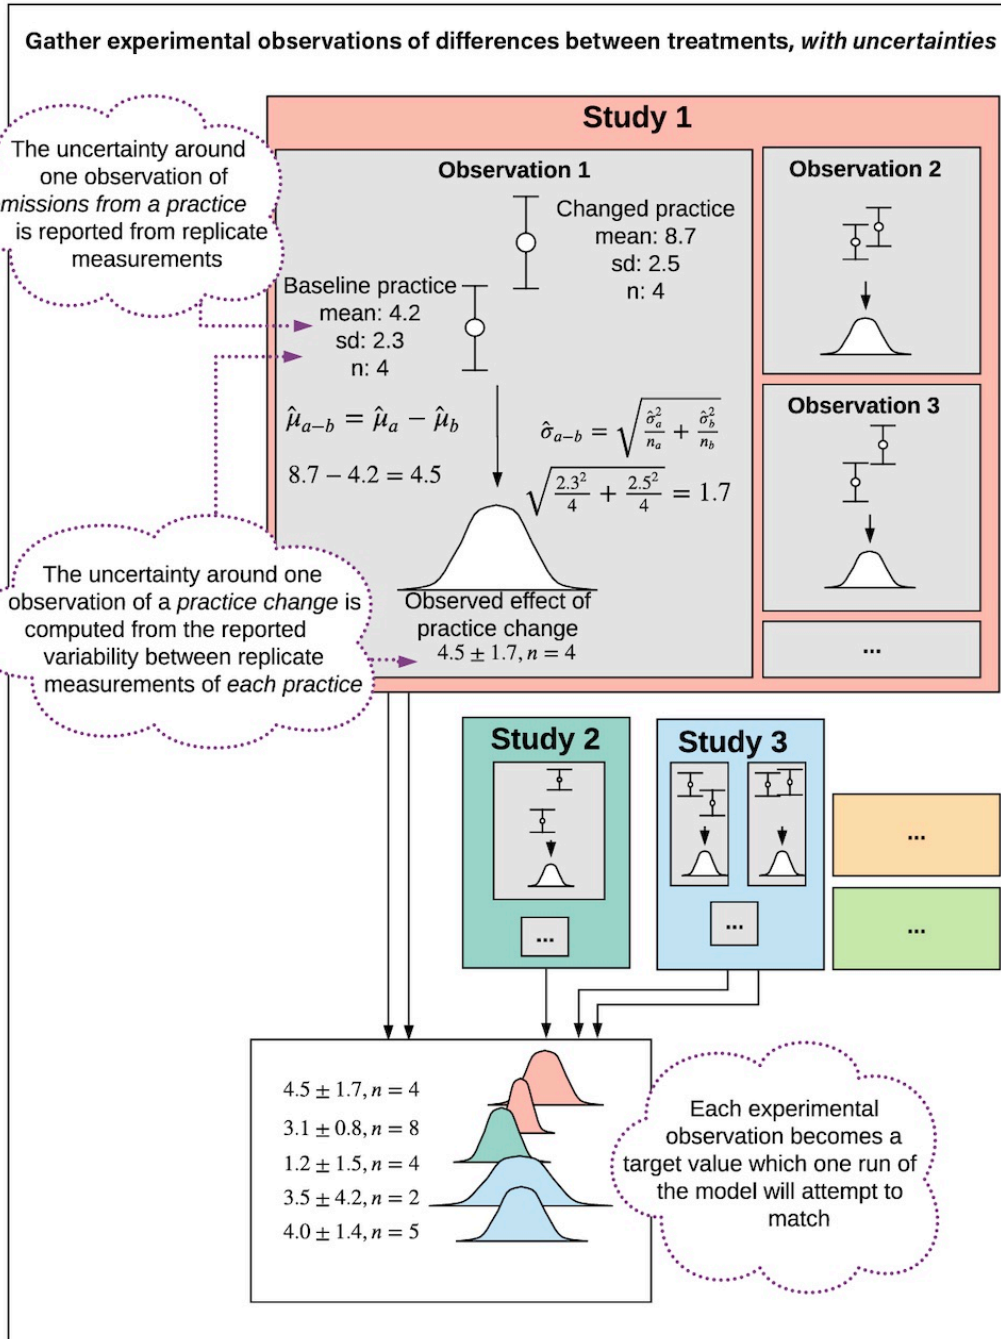 Gather experimental observations of differences between treatments, with uncertainties
The uncertainty around
one observation of
missions from a practice
is reported from replicate
measurements
Study 1
Observation 1
Changed practice
mean: 8.7
sd: 2.5
n: 4
Baseline practice
mean: 4.2
sd: 2.3
n: 4
μ̂ₐ₋b = μ̂ₐ − μ̂b
8.7 − 4.2 = 4.5
σ̂ₐ₋b = √(σ̂ₐ²/nₐ + σ̂b²/nb)
√(2.3²/4 + 2.5²/4) = 1.7
Observed effect of
practice change
4.5 ± 1.7, n = 4
Observation 2
Observation 3
...
The uncertainty around one
observation of a practice change is
computed from the reported
variability between replicate
measurements of each practice
Study 2
...
Study 3
...
...
...
4.5 ± 1.7, n = 4
3.1 ± 0.8, n = 8
1.2 ± 1.5, n = 4
3.5 ± 4.2, n = 2
4.0 ± 1.4, n = 5
Each experimental
observation becomes a
target value which one run of
the model will attempt to
match